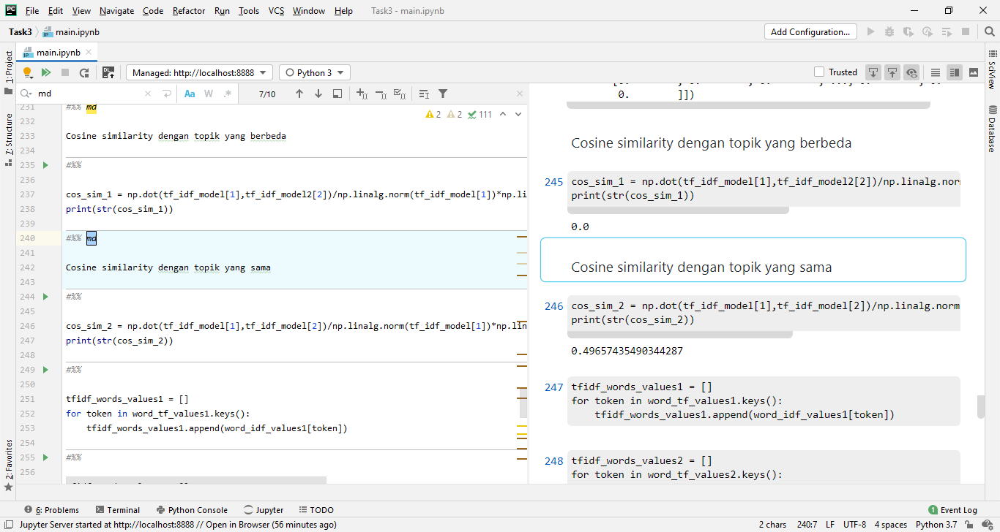 File Edit View Navigate Code Refactor Run Tools VCS Window Help Task3 - main.ipynb
Task3 main.ipynb Add Configuration...
main.ipynb
Managed: http://localhost:8888 Python 3 Trusted
md Aa W .* 7/10
1: Project
7: Structure
2: Favorites
231 #%% md
232
233 Cosine similarity dengan topik yang berbeda
234
235 #%%
236
237 cos_sim_1 = np.dot(tf_idf_model[1],tf_idf_model2[2])/np.linalg.norm(tf_idf_model[1])*np.li
238 print(str(cos_sim_1))
239
240 #%% md
241
242 Cosine similarity dengan topik yang sama
243
244 #%%
245
246 cos_sim_2 = np.dot(tf_idf_model[1],tf_idf_model[2])/np.linalg.norm(tf_idf_model[1])*np.lin
247 print(str(cos_sim_2))
248
249 #%%
250
251 tfidf_words_values1 = []
252 for token in word_tf_values1.keys():
253 tfidf_words_values1.append(word_idf_values1[token])
254
255 #%%
256
2 2 111
0. ]])
Cosine similarity dengan topik yang berbeda
245 cos_sim_1 = np.dot(tf_idf_model[1],tf_idf_model2[2])/np.linalg.norm
print(str(cos_sim_1))
0.0
Cosine similarity dengan topik yang sama
246 cos_sim_2 = np.dot(tf_idf_model[1],tf_idf_model[2])/np.linalg.norm
print(str(cos_sim_2))
0.49657435490344287
247 tfidf_words_values1 = []
for token in word_tf_values1.keys():
tfidf_words_values1.append(word_idf_values1[token])
248 tfidf_words_values2 = []
for token in word_tf_values2.keys():
SciView
Database
6: Problems Terminal Python Console Jupyter TODO 1 Event Log
Jupyter Server started at http://localhost:8888 // Open in Browser (56 minutes ago) 2 chars 240:7 LF UTF-8 4 spaces Python 3.7